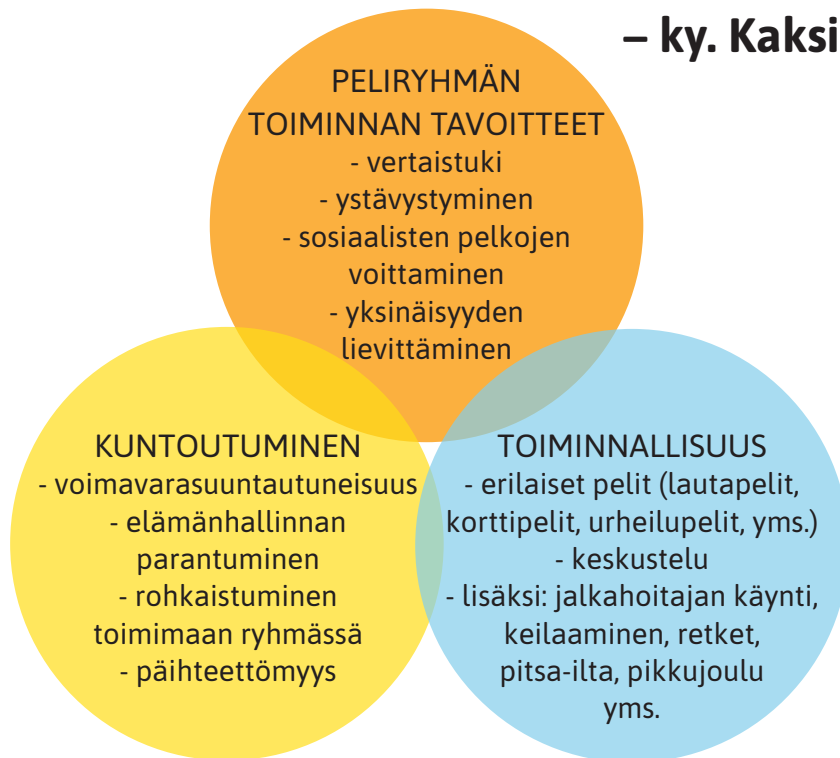 – ky. Kaksi
PELIRYHMÄN
TOIMINNAN TAVOITTEET
- vertaistuki
- ystävystyminen
- sosiaalisten pelkojen
voittaminen
- yksinäisyyden
lievittäminen
KUNTOUTUMINEN
- voimavarasuuntautuneisuus
- elämänhallinnan
parantuminen
- rohkaistuminen
toimimaan ryhmässä
- päihteettömyys
TOIMINNALLISUUS
- erilaiset pelit (lautapelit,
korttipelit, urheilupelit, yms.)
- keskustelu
- lisäksi: jalkahoitajan käynti,
keilaaminen, retket,
pitsa-ilta, pikkujoulu
yms.